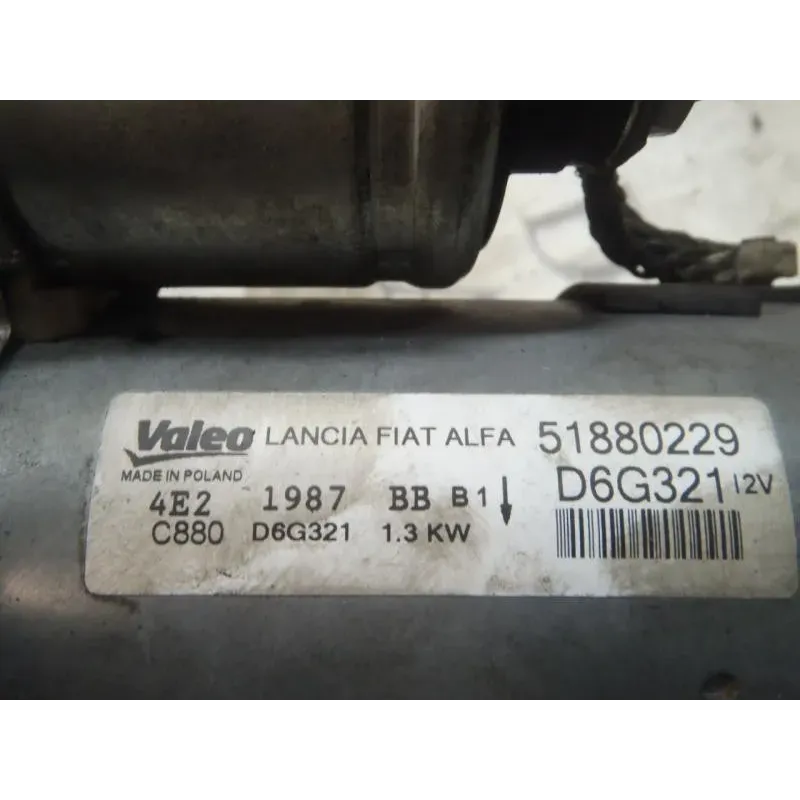 Valeo LANCIA FIAT ALFA 51880229
MADE IN POLAND D6G321 12V
4E2 1987 BB B1
C880 D6G321 1.3 KW